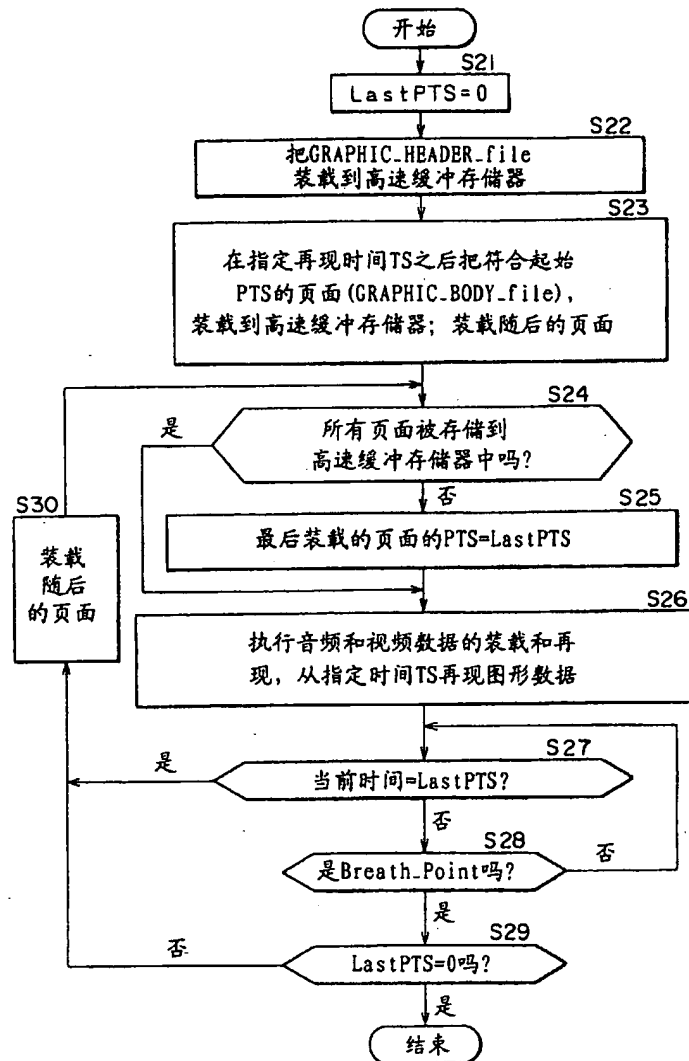 开始
S21
LastPTS=0
S22
把GRAPHIC_HEADER_file
装载到高速缓冲存储器
S23
在指定再现时间TS之后把符合起始
PTS的页面(GRAPHIC_BODY_file),
装载到高速缓冲存储器;装载随后的页面
S24
是
所有页面被存储到
高速缓冲存储器中吗?
否
S30
装载
随后
的页面
S25
最后装载的页面的PTS=LastPTS
S26
执行音频和视频数据的装载和再
现,从指定时间TS再现图形数据
S27
是
当前时间=LastPTS?
否
S28
是Breath_Point吗?
否
是
S29
否
LastPTS=0吗?
是
结束